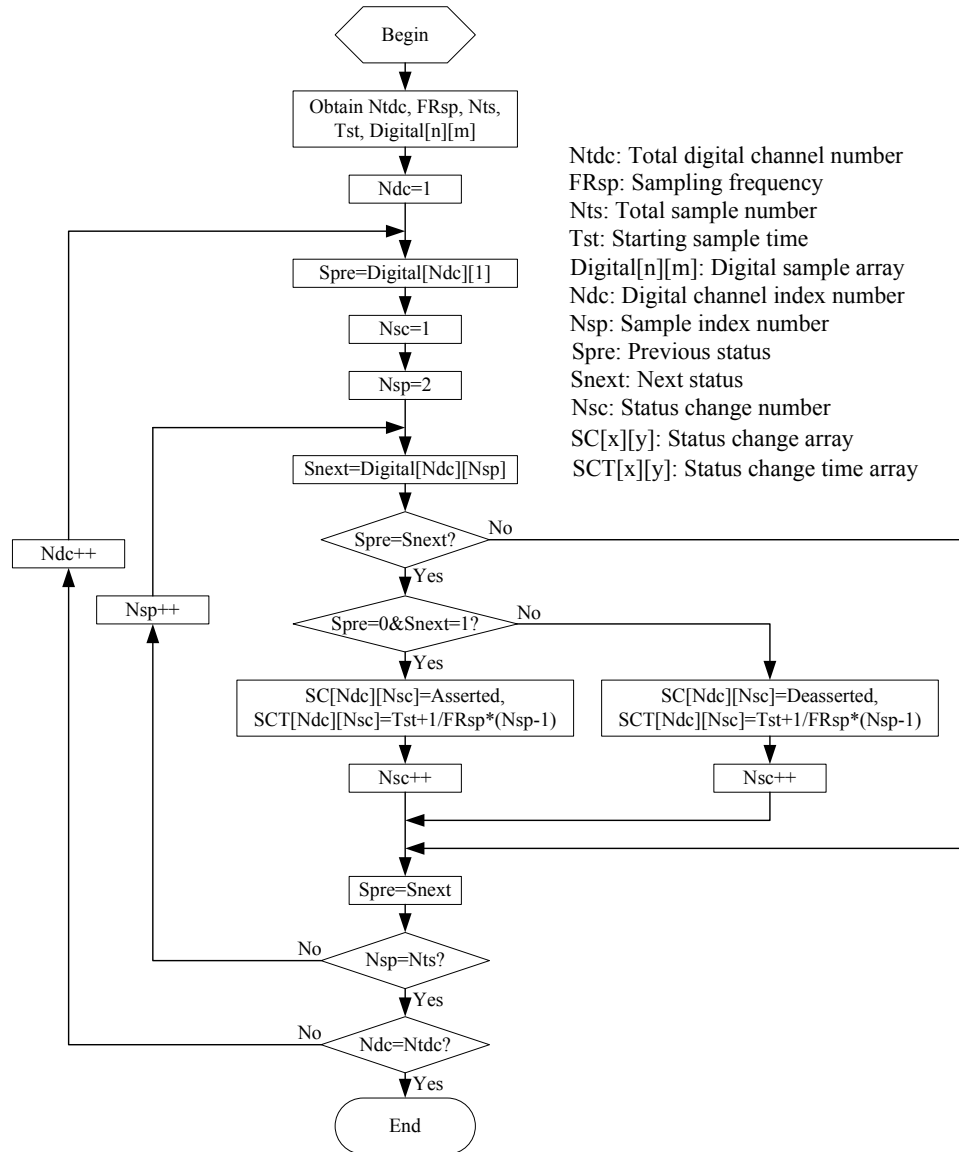 Begin
Obtain Ntdc, FRsp, Nts,
Tst, Digital[n][m]
Ndc=1
Spre=Digital[Ndc][1]
Nsc=1
Nsp=2
Snext=Digital[Ndc][Nsp]
Spre=Snext?
No
Yes
Spre=0&Snext=1?
No
Yes
SC[Ndc][Nsc]=Asserted,
SCT[Ndc][Nsc]=Tst+1/FRsp*(Nsp-1)
SC[Ndc][Nsc]=Deasserted,
SCT[Ndc][Nsc]=Tst+1/FRsp*(Nsp-1)
Nsc++
Nsc++
Spre=Snext
Nsp=Nts?
No
Yes
Ndc=Ntdc?
No
Yes
End
Ndc++
Nsp++
Ntdc: Total digital channel number
FRsp: Sampling frequency
Nts: Total sample number
Tst: Starting sample time
Digital[n][m]: Digital sample array
Ndc: Digital channel index number
Nsp: Sample index number
Spre: Previous status
Snext: Next status
Nsc: Status change number
SC[x][y]: Status change array
SCT[x][y]: Status change time array